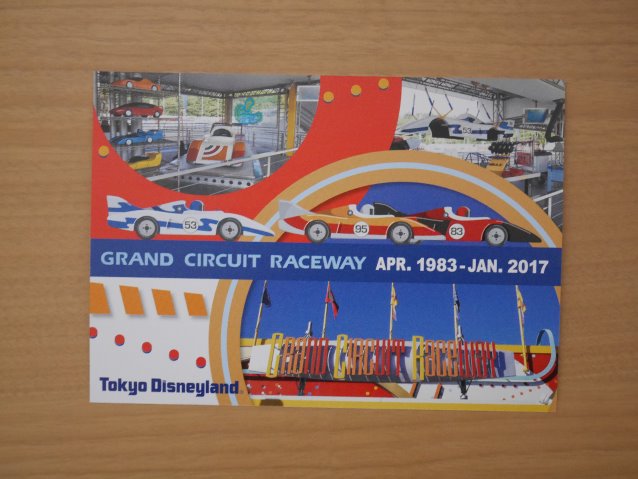 53
53
95
83
GRAND CIRCUIT RACEWAY APR. 1983 - JAN. 2017
GRAND CIRCUIT RACEWAY
Tokyo Disneyland